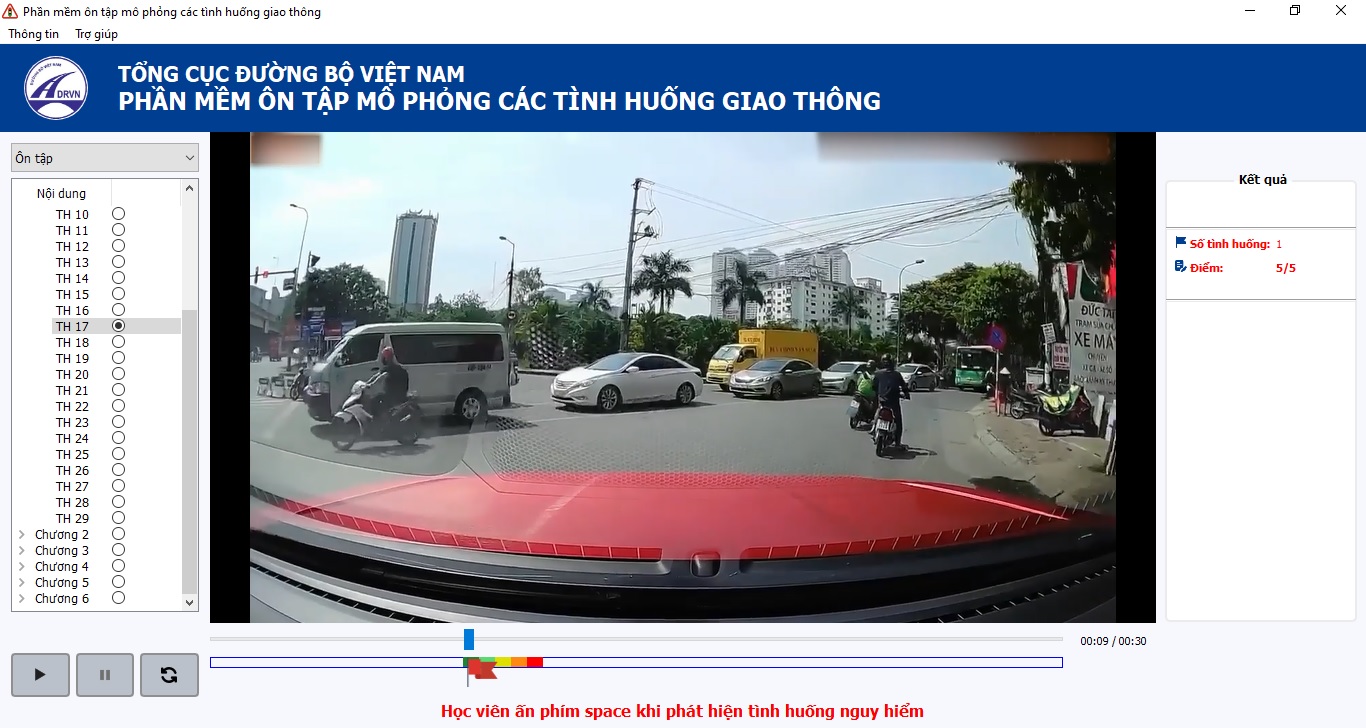 Phần mềm ôn tập mô phỏng các tình huống giao thông
Thông tin Trợ giúp
ĐƯỜNG BỘ VIỆT NAM
DRVN
TỔNG CỤC ĐƯỜNG BỘ VIỆT NAM
PHẦN MỀM ÔN TẬP MÔ PHỎNG CÁC TÌNH HUỐNG GIAO THÔNG
Ôn tập
Nội dung
TH 10
TH 11
TH 12
TH 13
TH 14
TH 15
TH 16
TH 17
TH 18
TH 19
TH 20
TH 21
TH 22
TH 23
TH 24
TH 25
TH 26
TH 27
TH 28
TH 29
Chương 2
Chương 3
Chương 4
Chương 5
Chương 6
ĐỨC TÀI
XE MÁY
CHUYÊN
Kết quả
Số tình huống: 1
Điểm: 5/5
00:09 / 00:30
Học viên ấn phím space khi phát hiện tình huống nguy hiểm